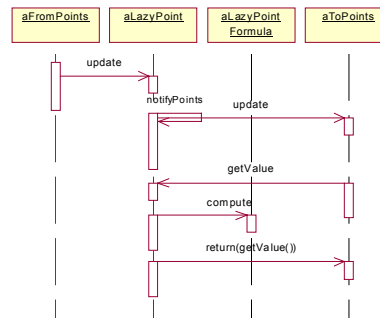 aFromPoints
aLazyPoint
aLazyPoint
Formula
aToPoints
update
notifyPoints
update
getValue
compute
return(getValue())